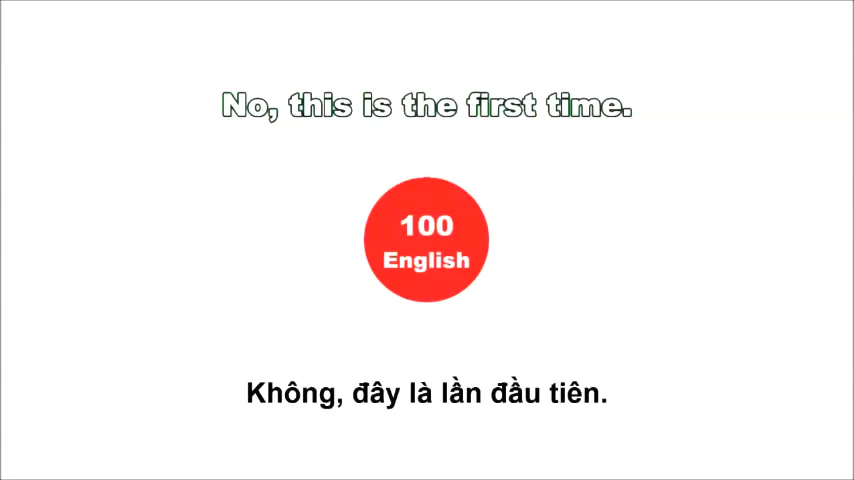 No, this is the first time.
100
English
Không, đây là lần đầu tiên.